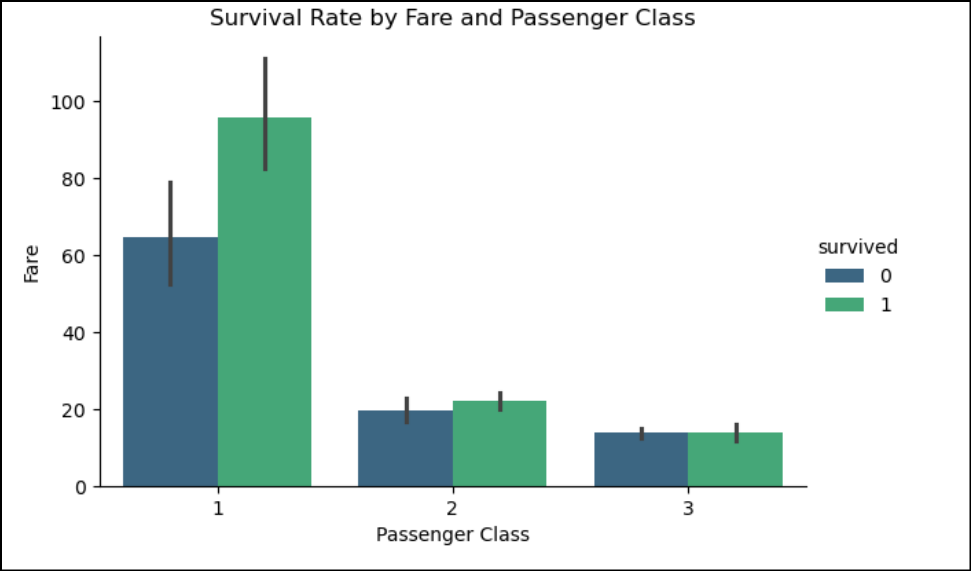 Survival Rate by Fare and Passenger Class
100
80
60
40
20
0
Fare
1 2 3
Passenger Class
survived
0
1